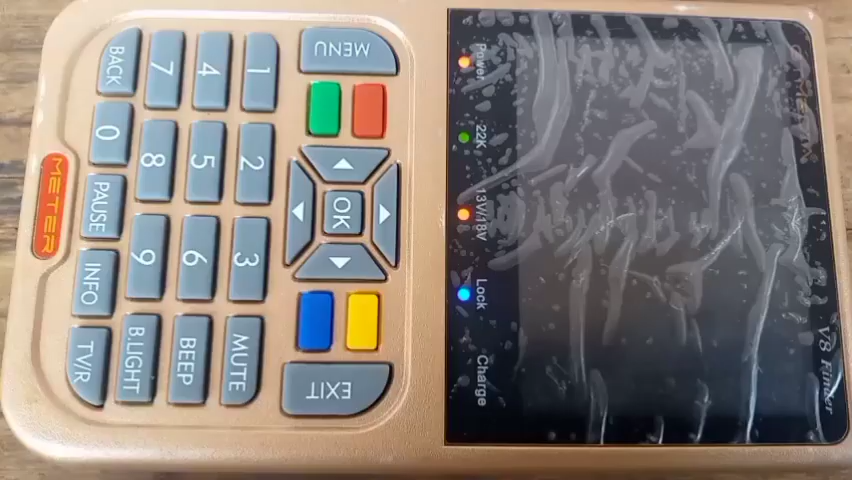 V8 Finder
Power 22K 13V/18V Lock Charge
MENU EXIT
OK
1 2 3 MUTE
4 5 6 BEEP
7 8 9 B.LIGHT
BACK 0 PAUSE INFO TV/R
METER